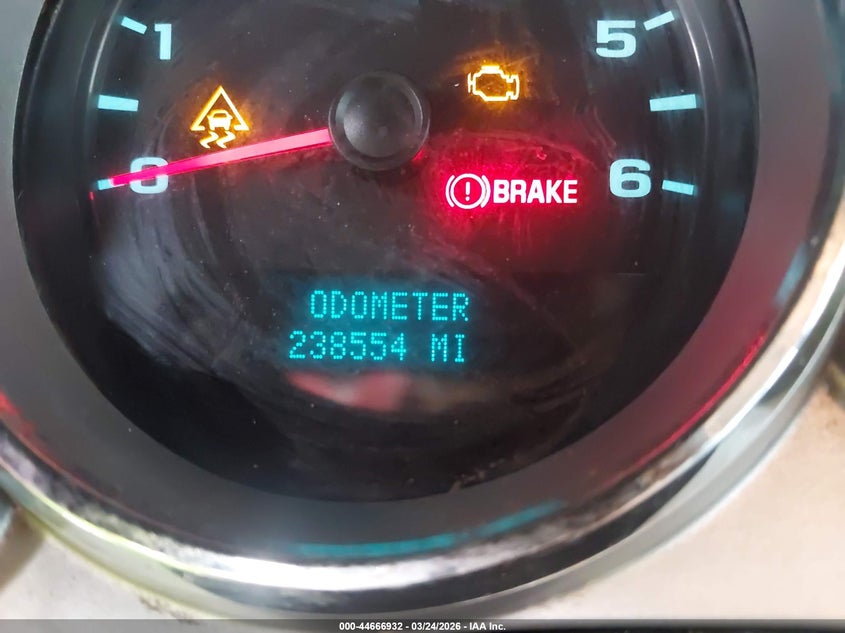 1
5
0
6
(!) BRAKE
ODOMETER
238554 MI
000-44666932 - 03/24/2026 - IAA Inc.